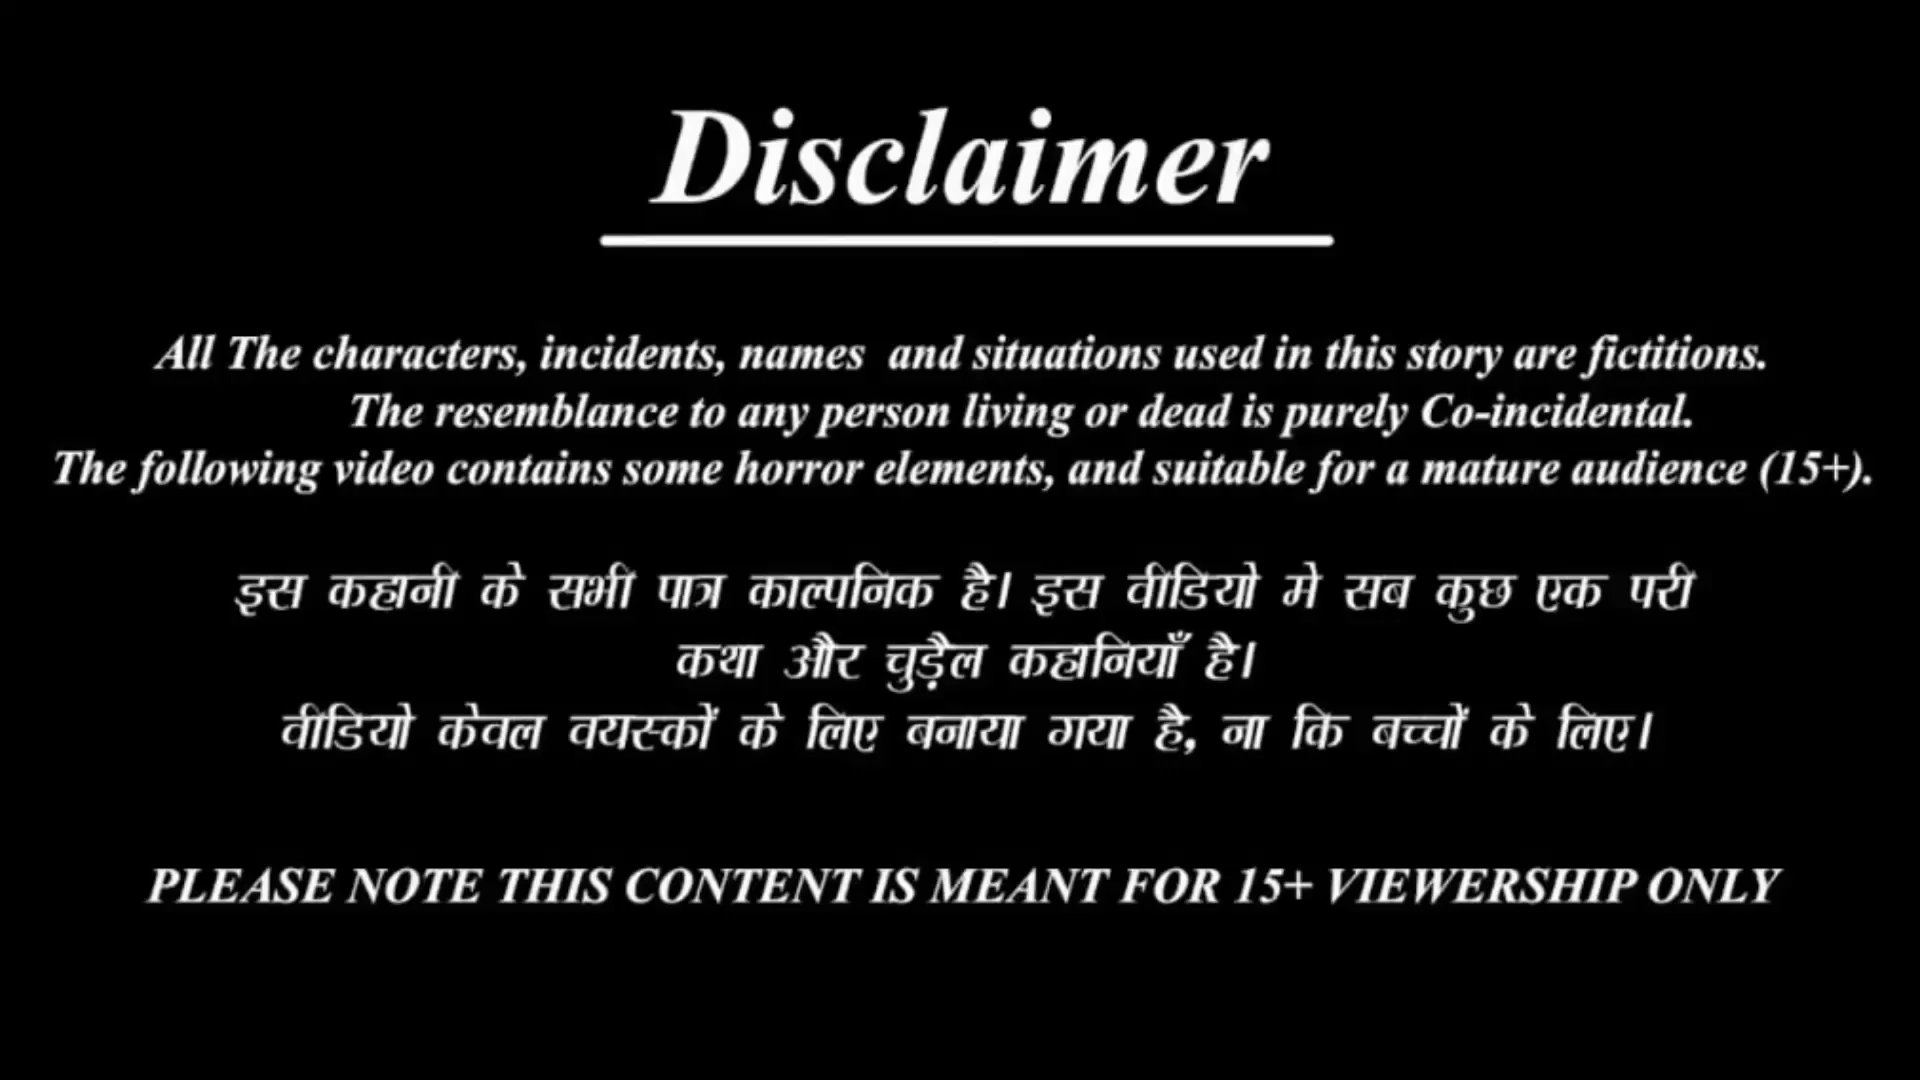 Disclaimer
All The characters, incidents, names and situations used in this story are fictitions.
The resemblance to any person living or dead is purely Co-incidental.
The following video contains some horror elements, and suitable for a mature audience (15+).
इस कहानी के सभी पात्र काल्पनिक है। इस वीडियो मे सब कुछ एक परी
कथा और चुड़ैल कहानियाँ है।
वीडियो केवल वयस्कों के लिए बनाया गया है, ना कि बच्चों के लिए।
PLEASE NOTE THIS CONTENT IS MEANT FOR 15+ VIEWERSHIP ONLY